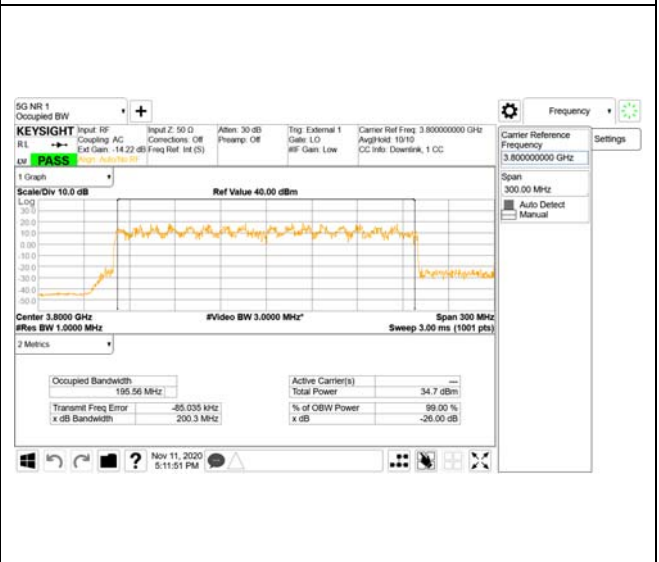 5G NR 1
Occupied BW
Frequency
KEYSIGHT
RL
PASS
Input: RF
Coupling: AC
Ext Gain: -14.22 dB
Align: Auto/No RF
Input Z: 50 Ω
Corrections: Off
Freq Ref: Int (S)
Atten: 30 dB
Preamp: Off
Trig: External 1
Gate: LO
#IF Gain: Low
Carrier Ref Freq: 3.800000000 GHz
Avg|Hold: 10/10
CC Info: Downlink, 1 CC
Carrier Reference
Frequency
3.800000000 GHz
Settings
Span
300.00 MHz
Auto Detect
Manual
1 Graph
Scale/Div 10.0 dB
Ref Value 40.00 dBm
Log
30.0
20.0
10.0
0.00
-10.0
-20.0
-30.0
-40.0
-50.0
Center 3.8000 GHz
#Video BW 3.0000 MHz*
Span 300 MHz
#Res BW 1.0000 MHz
Sweep 3.00 ms (1001 pts)
2 Metrics
Occupied Bandwidth
195.56 MHz
Active Carrier(s)
---
Total Power
34.7 dBm
Transmit Freq Error
-85.035 kHz
% of OBW Power
99.00 %
x dB Bandwidth
200.3 MHz
x dB
-26.00 dB
?
Nov 11, 2020
5:11:51 PM